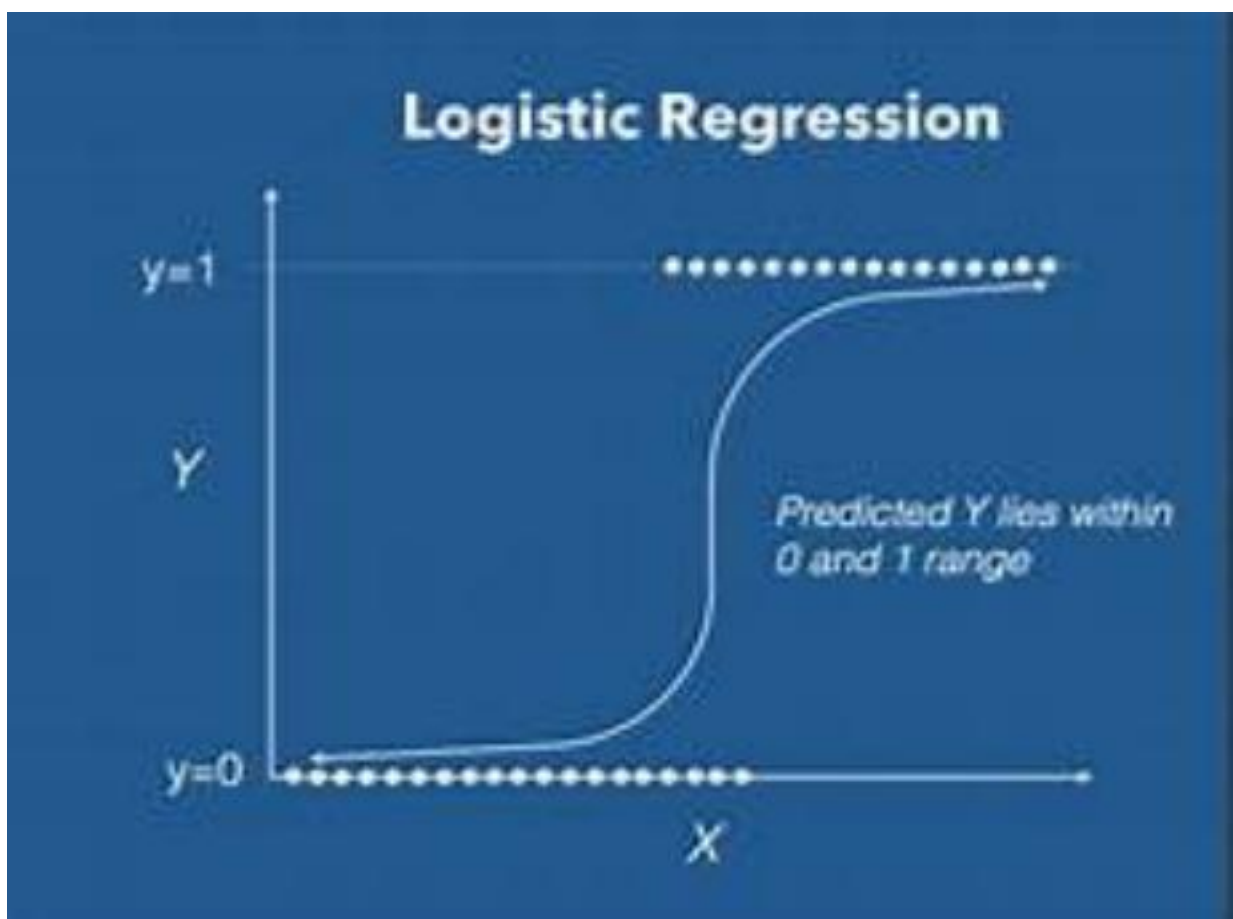 Logistic Regression
y=1
Y
Predicted Y lies within
0 and 1 range
y=0
X